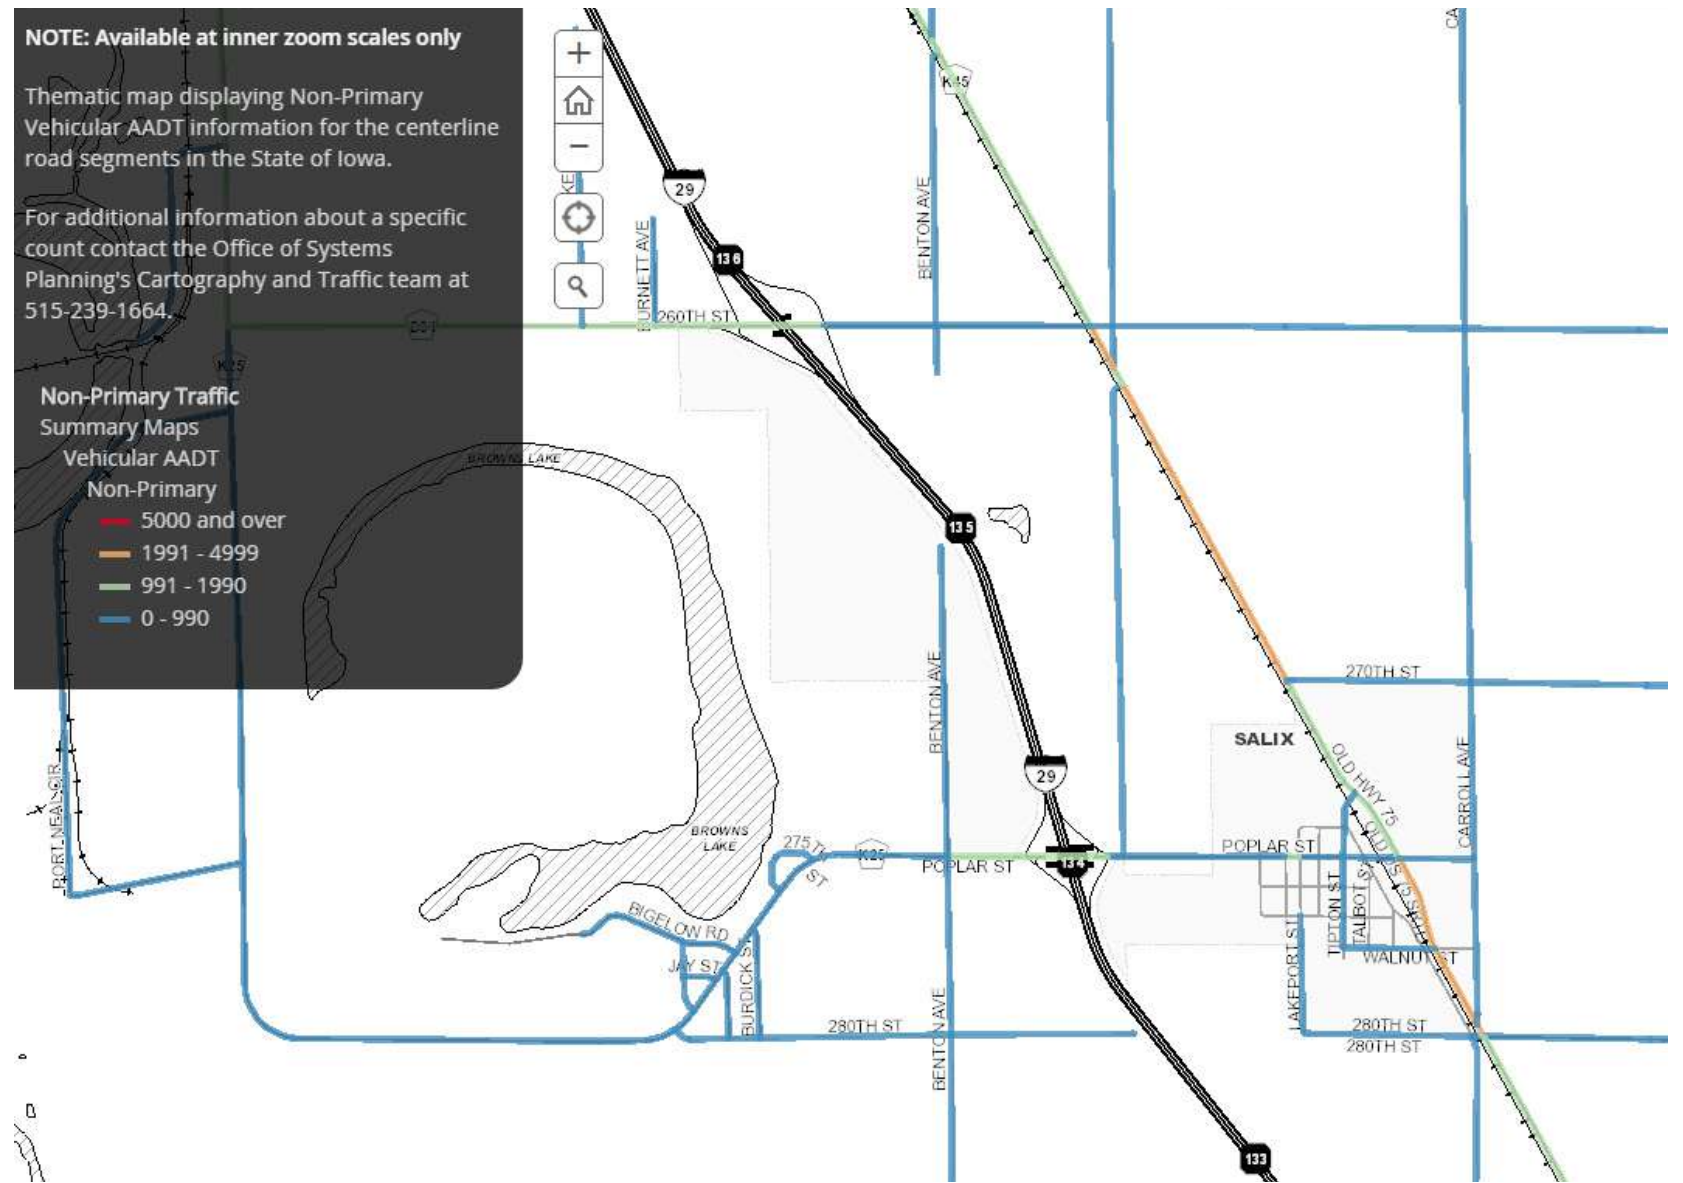 NOTE: Available at inner zoom scales only
Thematic map displaying Non-Primary
Vehicular AADT information for the centerline
road segments in the State of Iowa.
For additional information about a specific
count contact the Office of Systems
Planning's Cartography and Traffic team at
515-239-1664.
Non-Primary Traffic
Summary Maps
Vehicular AADT
Non-Primary
5000 and over
1991 - 4999
991 - 1990
0 - 990
+
−
CA
K45
29
136
KE
BURNETT AVE
BENTON AVE
260TH ST
K25
BROWNS LAKE
135
270TH ST
BENTON AVE
SALIX
OLD HWY 75
CARROLL AVE
29
PORT NEAL CIR
BROWNS
LAKE
275TH
ST
K25
POPLAR ST
134
POPLAR ST
TIPTON ST
TALBOT ST
BIGELOW RD
JAY ST
BURDICK ST
LAKEPORT ST
WALNUT ST
280TH ST
BENTON AVE
280TH ST
280TH ST
133